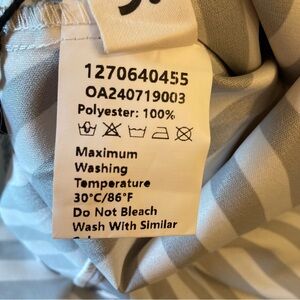 1270640455
OA240719003
Polyester: 100%
Maximum
Washing
Temperature
30°C/86°F
Do Not Bleach
Wash With Similar